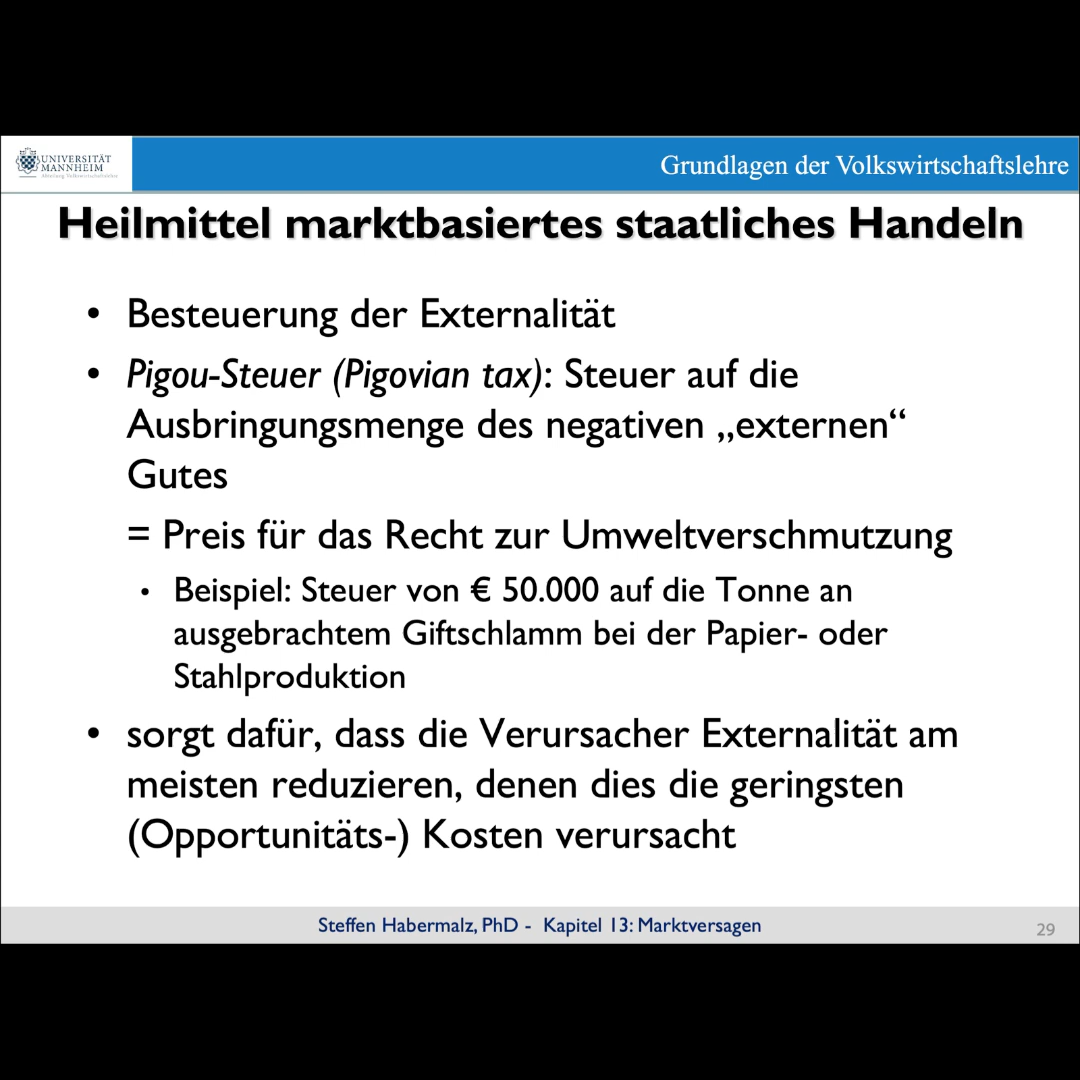 UNIVERSITÄT
MANNHEIM
Abteilung Volkswirtschaftslehre
Grundlagen der Volkswirtschaftslehre
Heilmittel marktbasiertes staatliches Handeln
• Besteuerung der Externalität
• Pigou-Steuer (Pigovian tax): Steuer auf die
Ausbringungsmenge des negativen „externen“
Gutes
= Preis für das Recht zur Umweltverschmutzung
• Beispiel: Steuer von € 50.000 auf die Tonne an
ausgebrachtem Giftschlamm bei der Papier- oder
Stahlproduktion
• sorgt dafür, dass die Verursacher Externalität am
meisten reduzieren, denen dies die geringsten
(Opportunitäts-) Kosten verursacht
Steffen Habermalz, PhD - Kapitel 13: Marktversagen
29